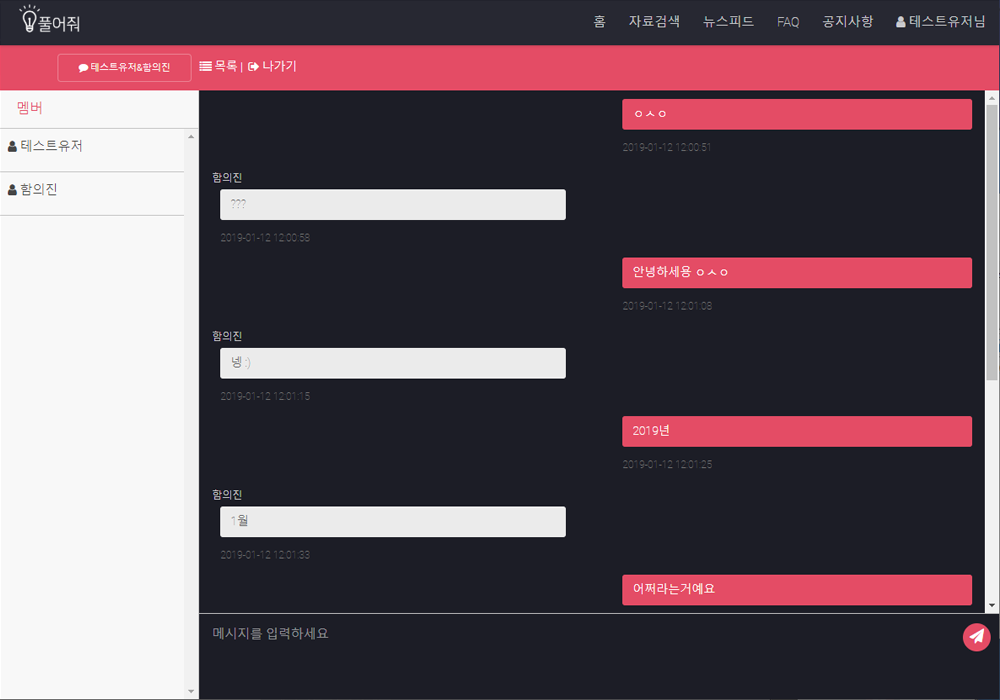 풀어줘
홈 자료검색 뉴스피드 FAQ 공지사항 테스트유저님
테스트유저&함의진 목록 | 나가기
멤버
테스트유저
함의진
ㅇㅅㅇ
2019-01-12 12:00:51
함의진
???
2019-01-12 12:00:58
안녕하세용 ㅇㅅㅇ
2019-01-12 12:01:08
함의진
넹 :)
2019-01-12 12:01:15
2019년
2019-01-12 12:01:25
함의진
1월
2019-01-12 12:01:33
어쩌라는거예요
메시지를 입력하세요